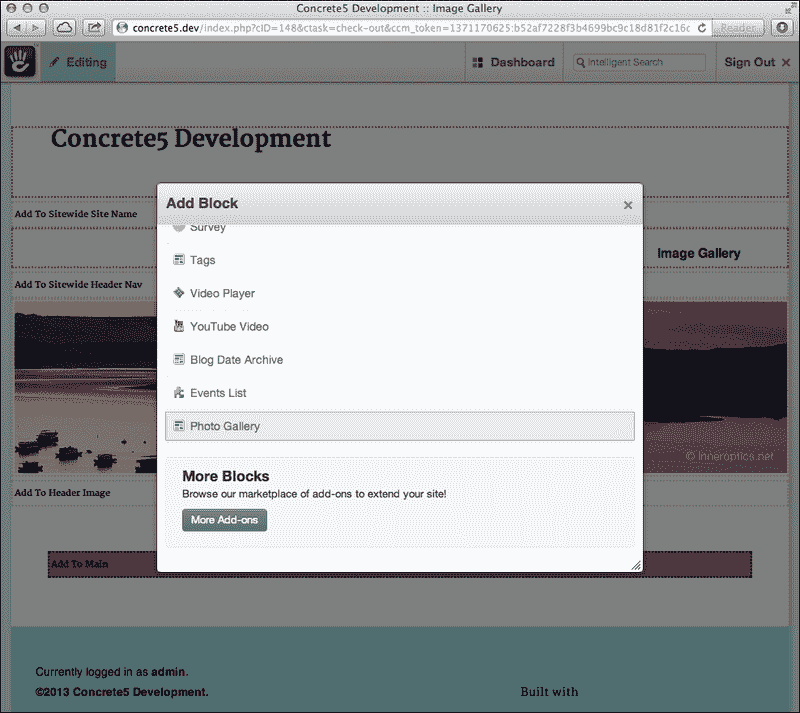 Concrete5 Development :: Image Gallery
concrete5.dev/index.php?cID=148&ctask=check-out&ccm_token=1371170625:b52af7228f3b4699bc9c18d81f2c16c
Reader
Editing
Dashboard
Intelligent Search
Sign Out
Concrete5 Development
Add Block
Add To Sitewide Site Name
Survey
Image Gallery
Tags
Add To Sitewide Header Nav
Video Player
YouTube Video
Blog Date Archive
Events List
Photo Gallery
© Inneroptics.net
More Blocks
Browse our marketplace of add-ons to extend your site!
Add To Header Image
More Add-ons
Add To Main
Currently logged in as admin.
©2013 Concrete5 Development.
Built with